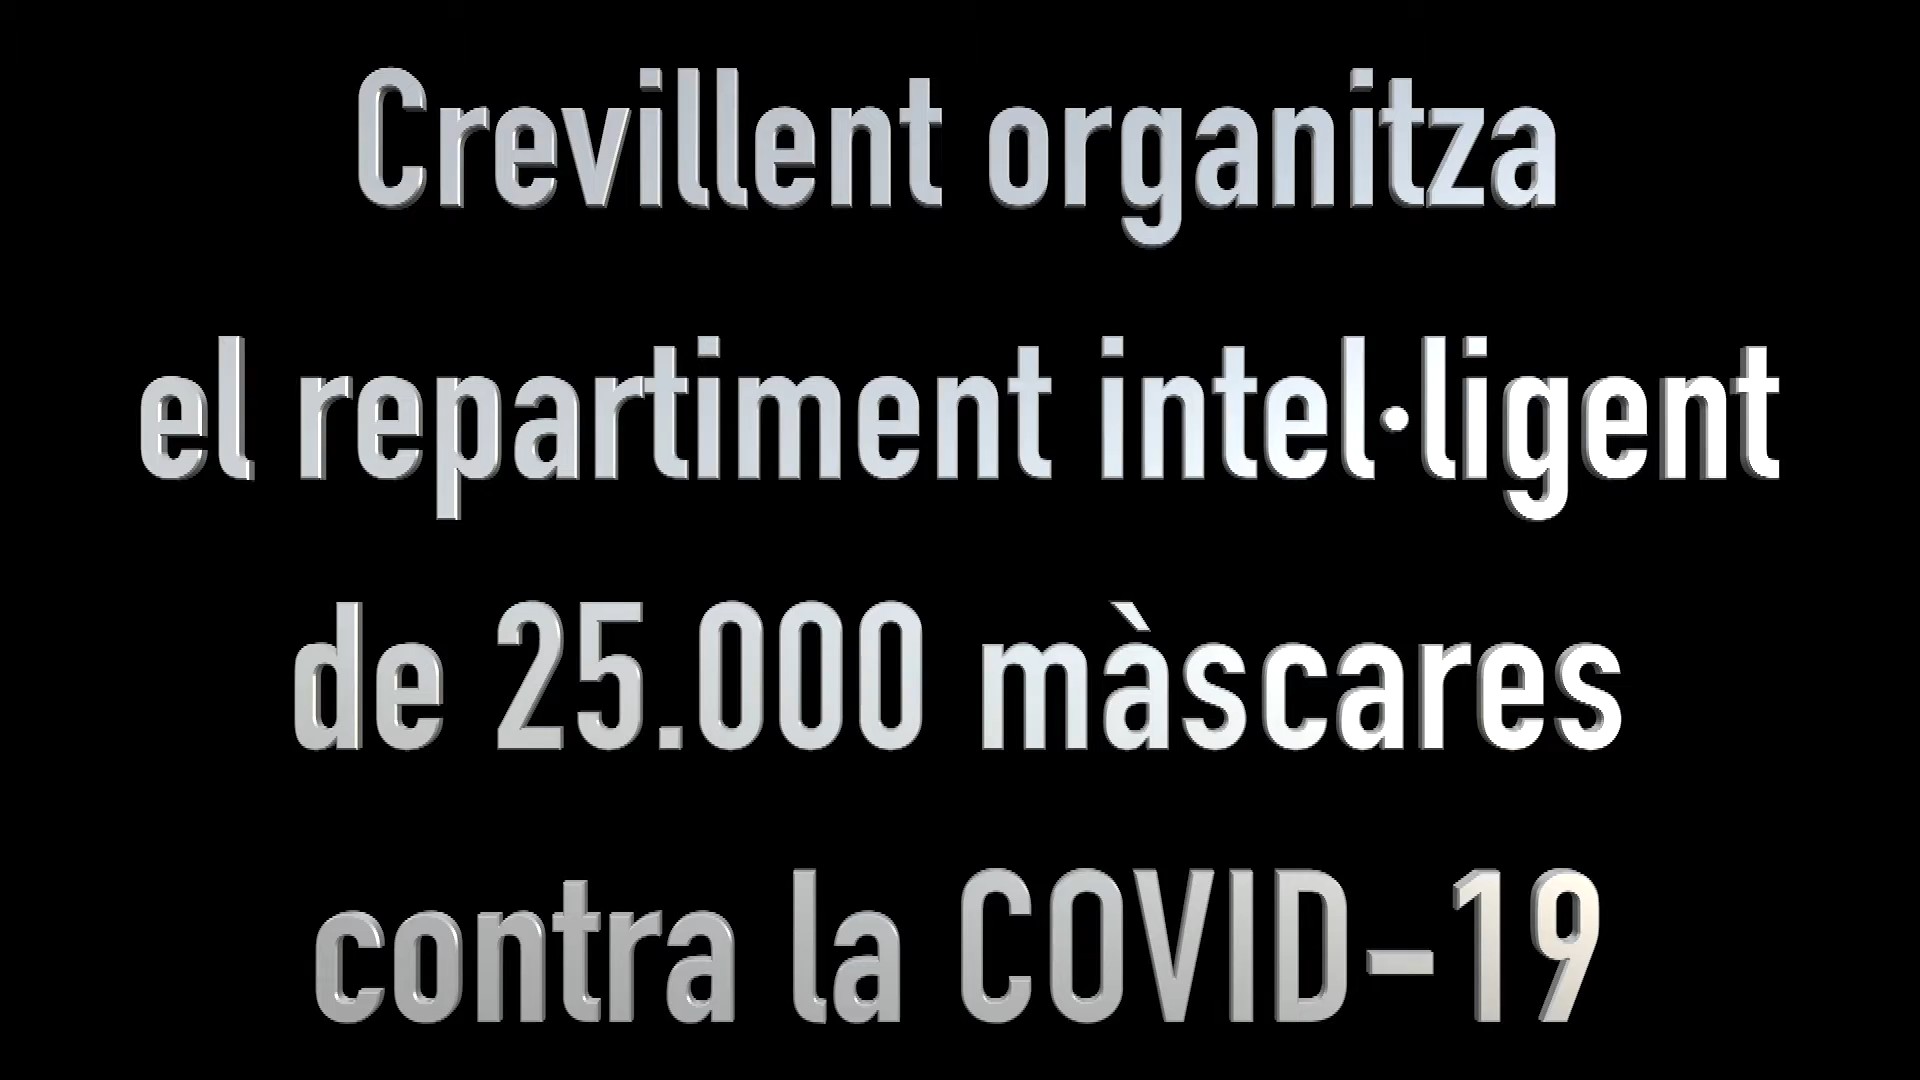 Crevillent organitza
el repartiment intel·ligent
de 25.000 màscares
contra la COVID-19